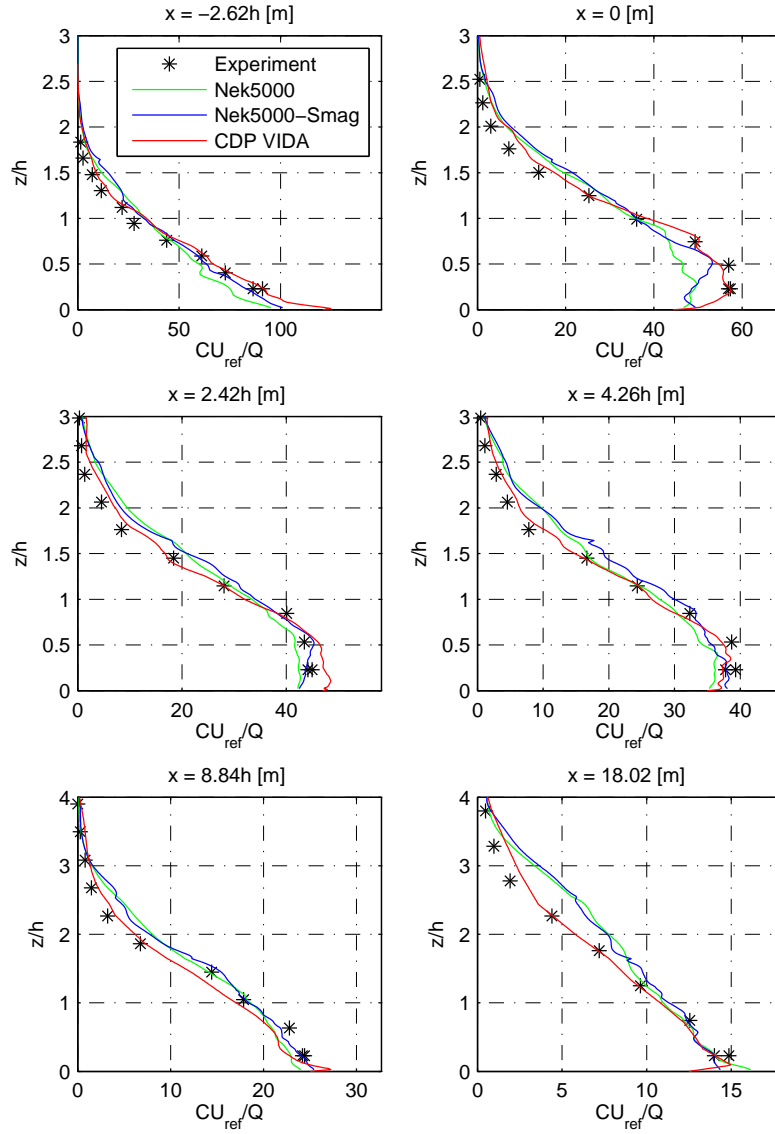 x = −2.62h [m]
3
2.5
2
1.5
1
0.5
0
z/h
0 50 100
CU_ref/Q
Experiment
Nek5000
Nek5000−Smag
CDP VIDA
x = 0 [m]
3
2.5
2
1.5
1
0.5
0
z/h
0 20 40 60
CU_ref/Q
x = 2.42h [m]
3
2.5
2
1.5
1
0.5
0
z/h
0 20 40
CU_ref/Q
x = 4.26h [m]
3
2.5
2
1.5
1
0.5
0
z/h
0 10 20 30 40
CU_ref/Q
x = 8.84h [m]
4
3
2
1
0
z/h
0 10 20 30
CU_ref/Q
x = 18.02 [m]
4
3
2
1
0
z/h
0 5 10 15
CU_ref/Q